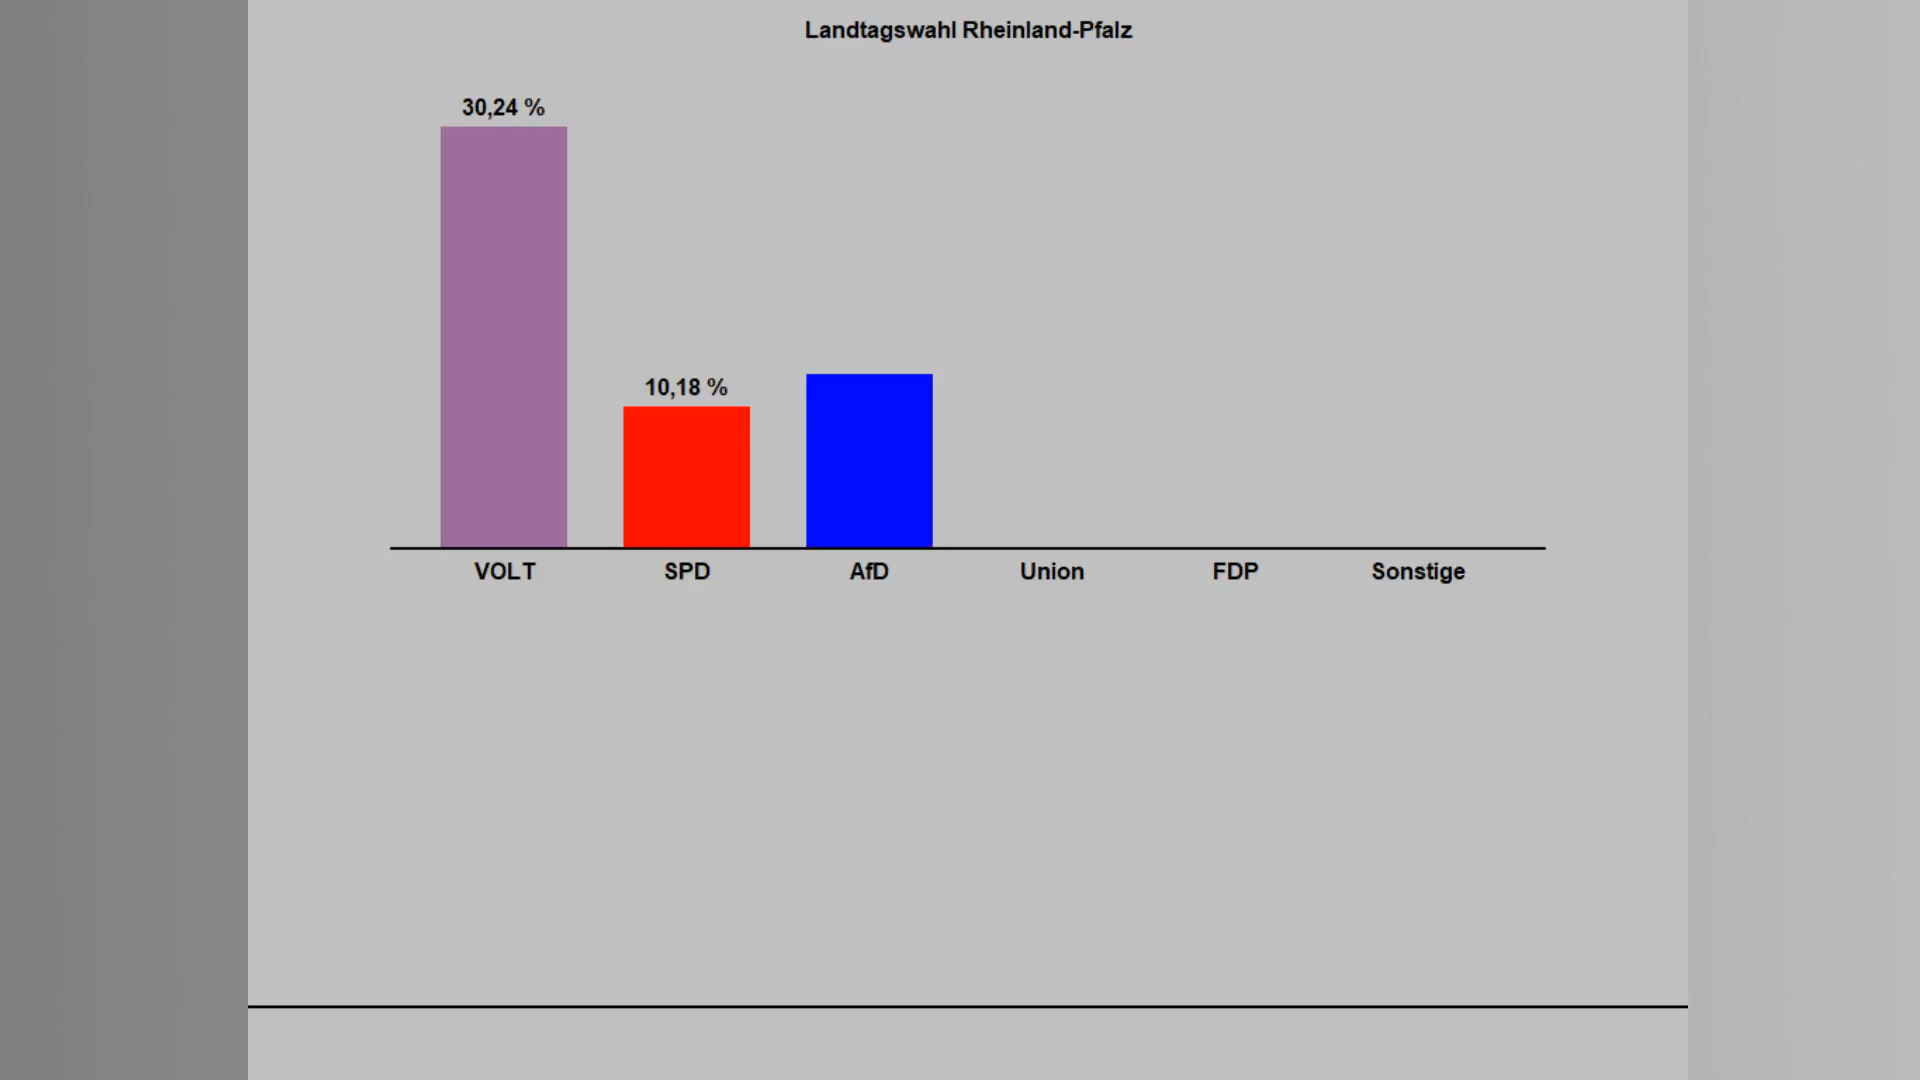 Landtagswahl Rheinland-Pfalz
30,24 %
10,18 %
VOLT SPD AfD Union FDP Sonstige